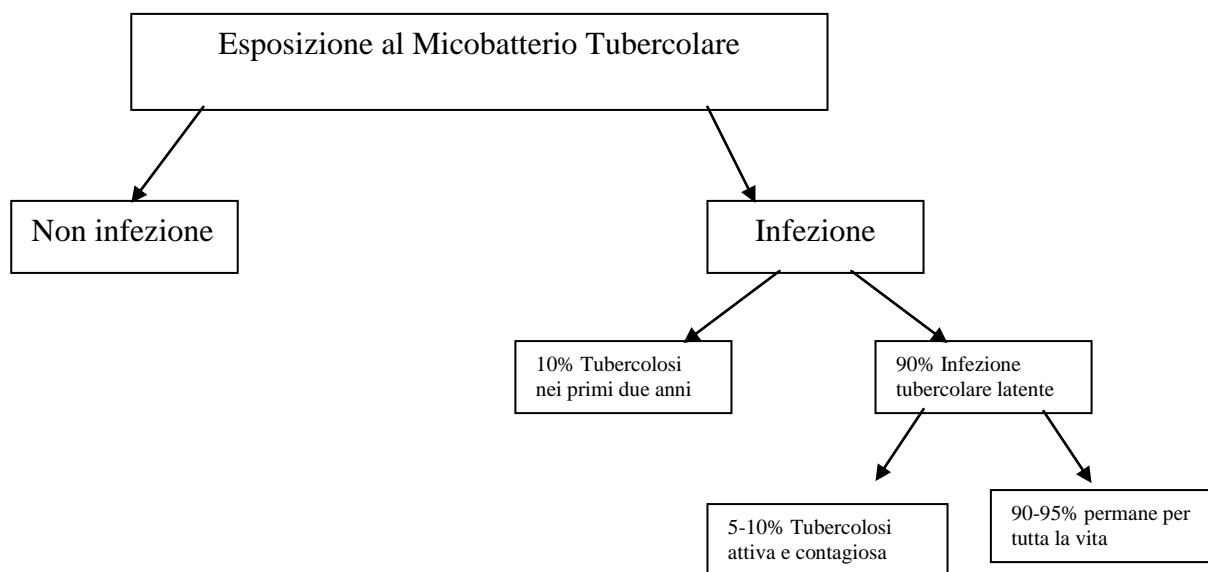 Esposizione al Micobatterio Tubercolare
Non infezione
Infezione
10% Tubercolosi
nei primi due anni
90% Infezione
tubercolare latente
5-10% Tubercolosi
attiva e contagiosa
90-95% permane per
tutta la vita